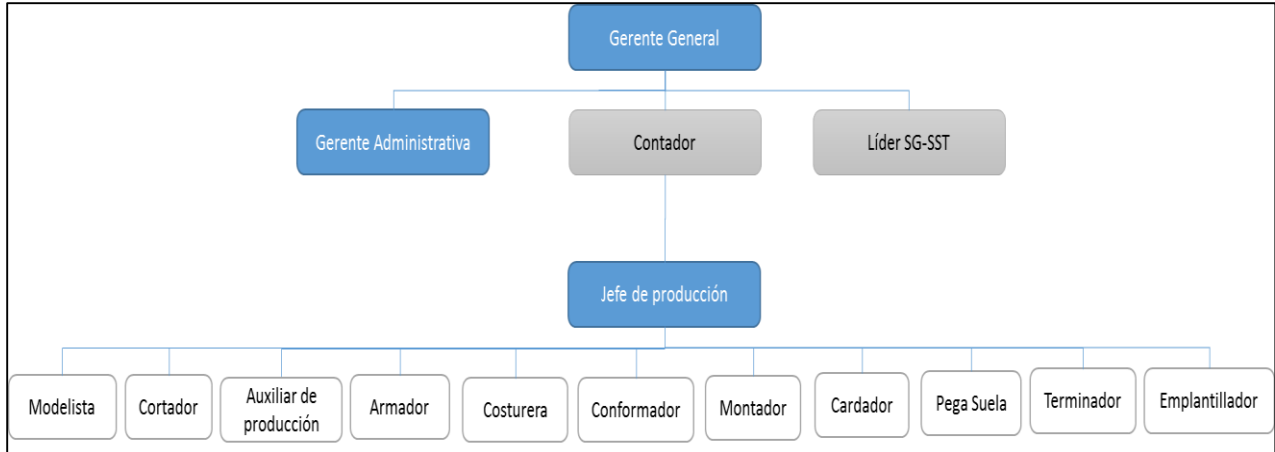 Gerente General
Gerente Administrativa
Contador
Líder SG-SST
Jefe de producción
Modelista
Cortador
Auxiliar de
producción
Armador
Costurera
Conformador
Montador
Cardador
Pega Suela
Terminador
Emplantillador